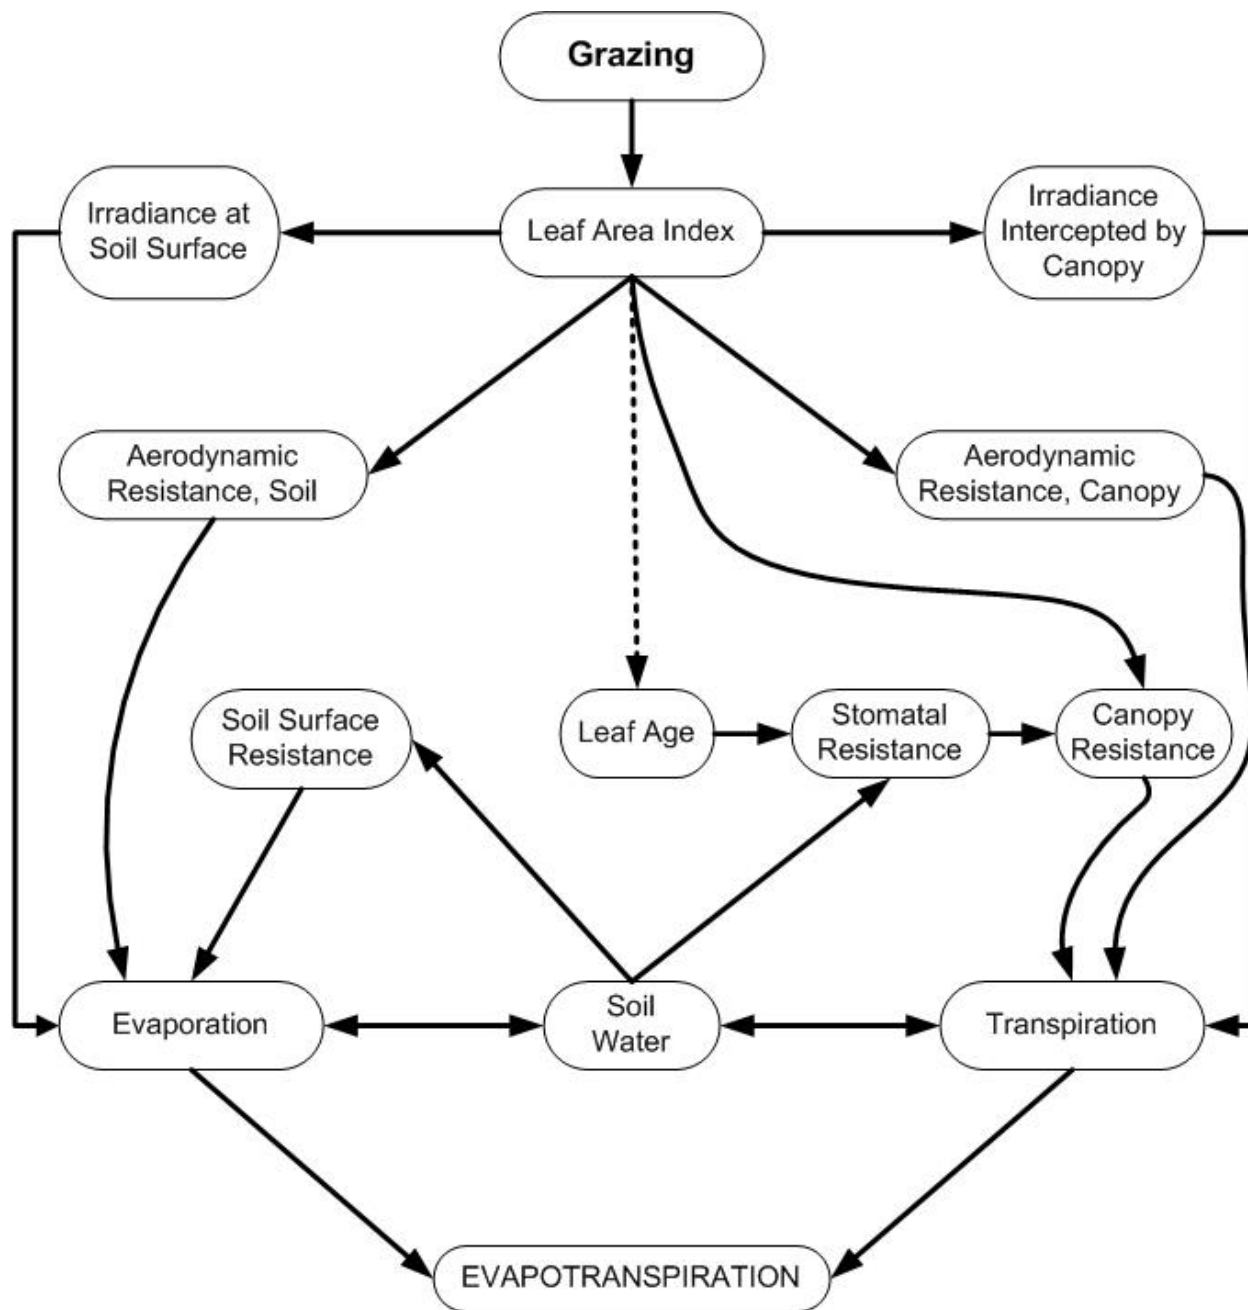 Grazing
Irradiance at
Soil Surface
Leaf Area Index
Irradiance
Intercepted by
Canopy
Aerodynamic
Resistance, Soil
Aerodynamic
Resistance, Canopy
Soil Surface
Resistance
Leaf Age
Stomatal
Resistance
Canopy
Resistance
Evaporation
Soil
Water
Transpiration
EVAPOTRANSPIRATION